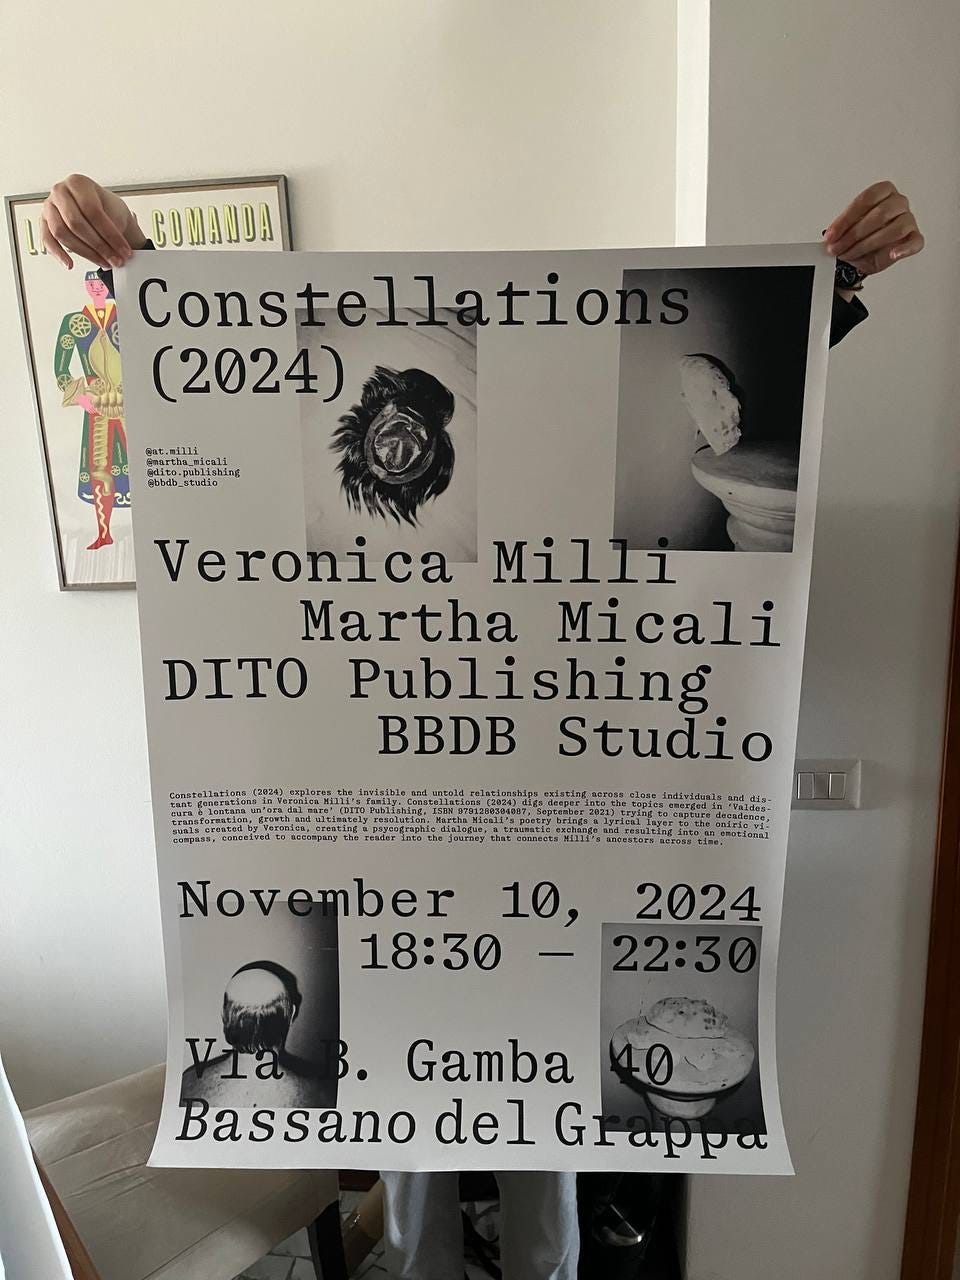 COMANDA
Constellations
(2024)
@at.milli
@martha_micali
@dito.publishing
@bbdb_studio
Veronica Milli
Martha Micali
DITO Publishing
BBDB Studio
Constellations (2024) explores the invisible and untold relationships existing across close individuals and dis-
tant generations in Veronica Milli's family. Constellations (2024) digs deeper into the topics emerged in 'Valdes-
cura è lontana un'ora dal mare' (DITO Publishing, ISBN 9791280304087, September 2021) trying to capture decadence,
transformation, growth and ultimately resolution. Martha Micali's poetry brings a lyrical layer to the oniric vi-
suals created by Veronica, creating a psycographic dialogue, a traumatic exchange and resulting into an emotional
compass, conceived to accompany the reader into the journey that connects Milli's ancestors across time.
November 10, 2024
18:30 — 22:30
Via B. Gamba 40
Bassano del Grappa